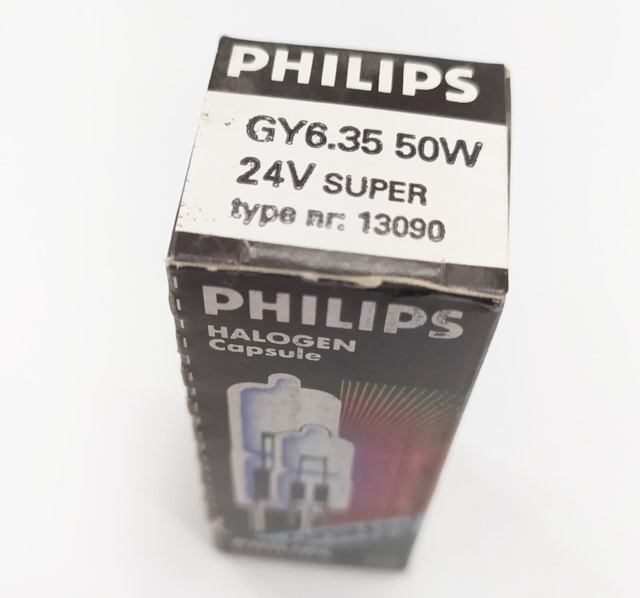 PHILIPS
GY6.35 50W
24V SUPER
type nr: 13090
PHILIPS
HALOGEN
Capsule